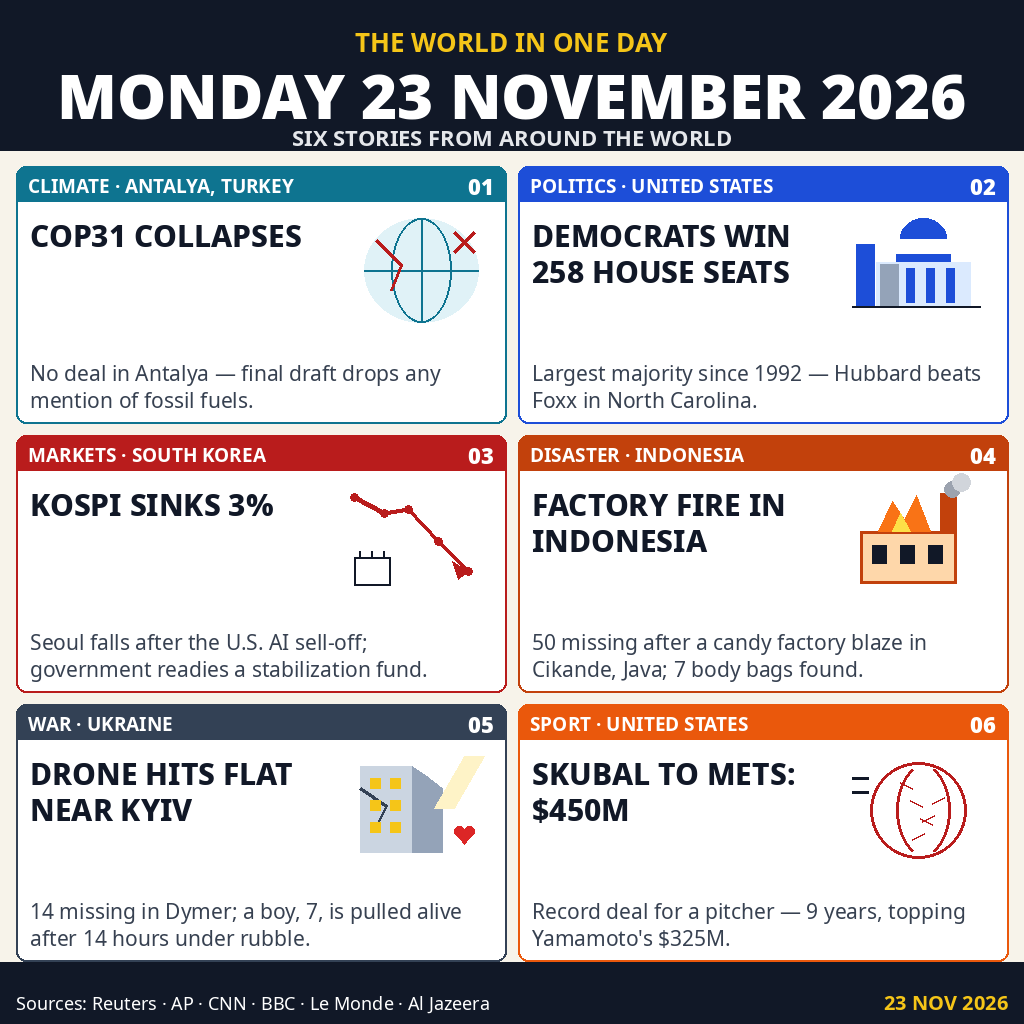 THE WORLD IN ONE DAY
MONDAY 23 NOVEMBER 2026
SIX STORIES FROM AROUND THE WORLD
CLIMATE · ANTALYA, TURKEY 01
COP31 COLLAPSES
No deal in Antalya — final draft drops any
mention of fossil fuels.
POLITICS · UNITED STATES 02
DEMOCRATS WIN
258 HOUSE SEATS
Largest majority since 1992 — Hubbard beats
Foxx in North Carolina.
MARKETS · SOUTH KOREA 03
KOSPI SINKS 3%
Seoul falls after the U.S. AI sell-off;
government readies a stabilization fund.
DISASTER · INDONESIA 04
FACTORY FIRE IN
INDONESIA
50 missing after a candy factory blaze in
Cikande, Java; 7 body bags found.
WAR · UKRAINE 05
DRONE HITS FLAT
NEAR KYIV
14 missing in Dymer; a boy, 7, is pulled alive
after 14 hours under rubble.
SPORT · UNITED STATES 06
SKUBAL TO METS:
$450M
Record deal for a pitcher — 9 years, topping
Yamamoto's $325M.
Sources: Reuters · AP · CNN · BBC · Le Monde · Al Jazeera
23 NOV 2026